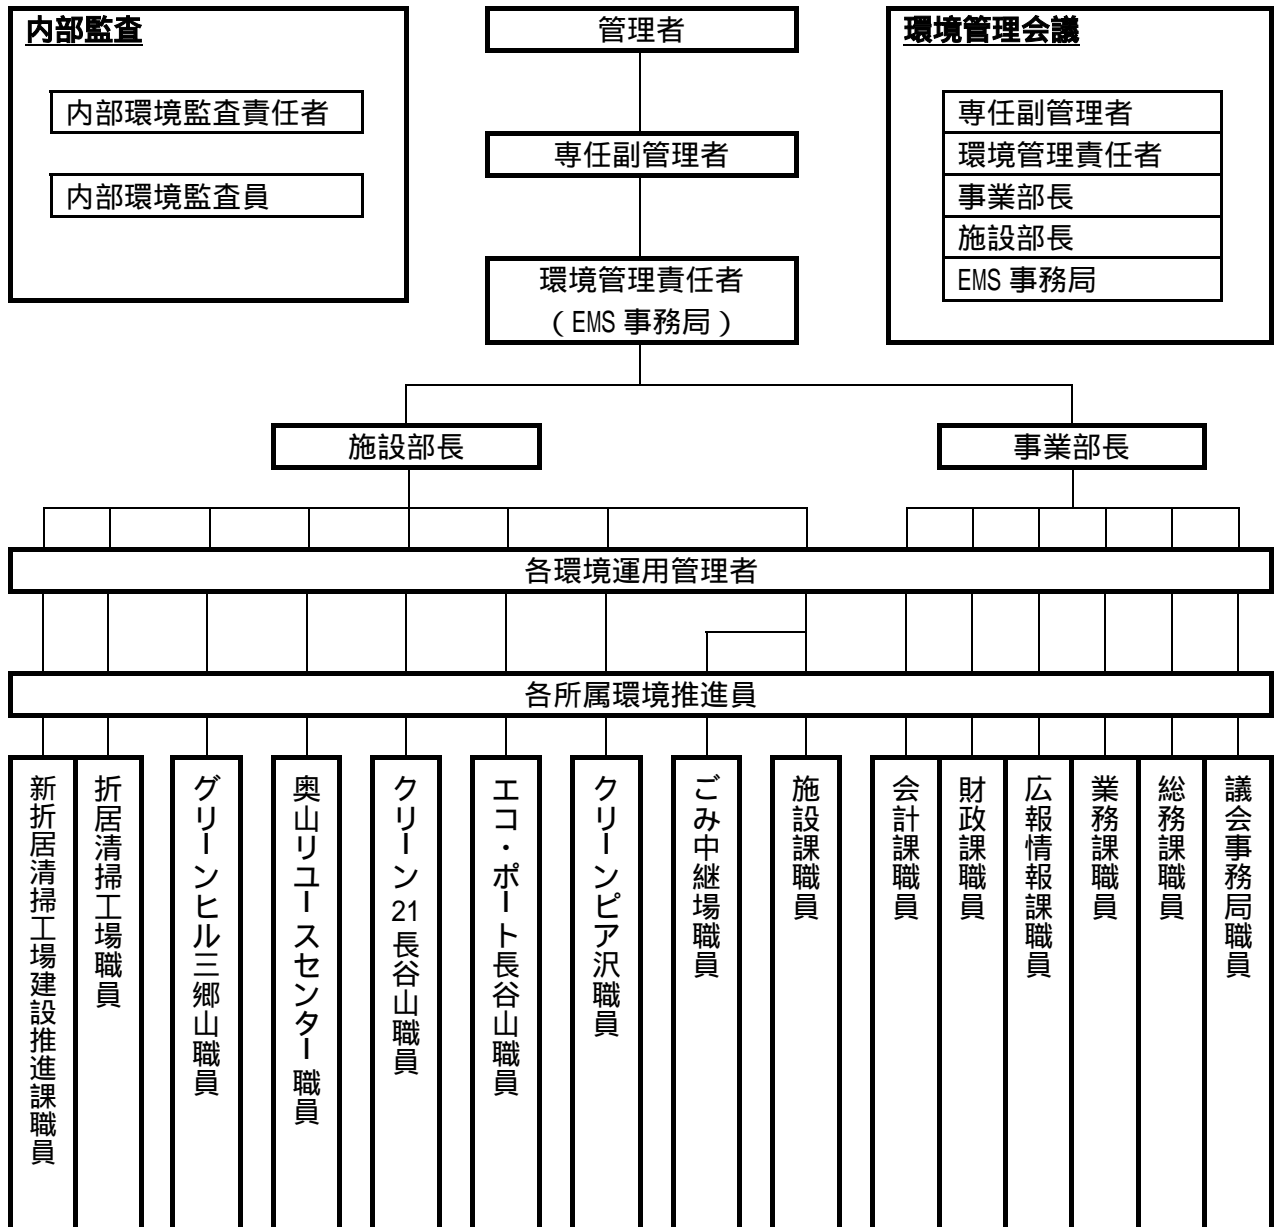 内部監査
内部環境監査責任者
内部環境監査員
管理者
専任副管理者
環境管理責任者
（EMS 事務局）
環境管理会議
専任副管理者
環境管理責任者
事業部長
施設部長
EMS 事務局
施設部長
事業部長
各環境運用管理者
各所属環境推進員
新折居清掃工場建設推進課職員
折居清掃工場職員
グリーンヒル三郷山職員
奥山リユースセンター職員
クリーン21長谷山職員
エコ・ポート長谷山職員
クリーンピア沢職員
ごみ中継場職員
施設課職員
会計課職員
財政課職員
広報情報課職員
業務課職員
総務課職員
議会事務局職員